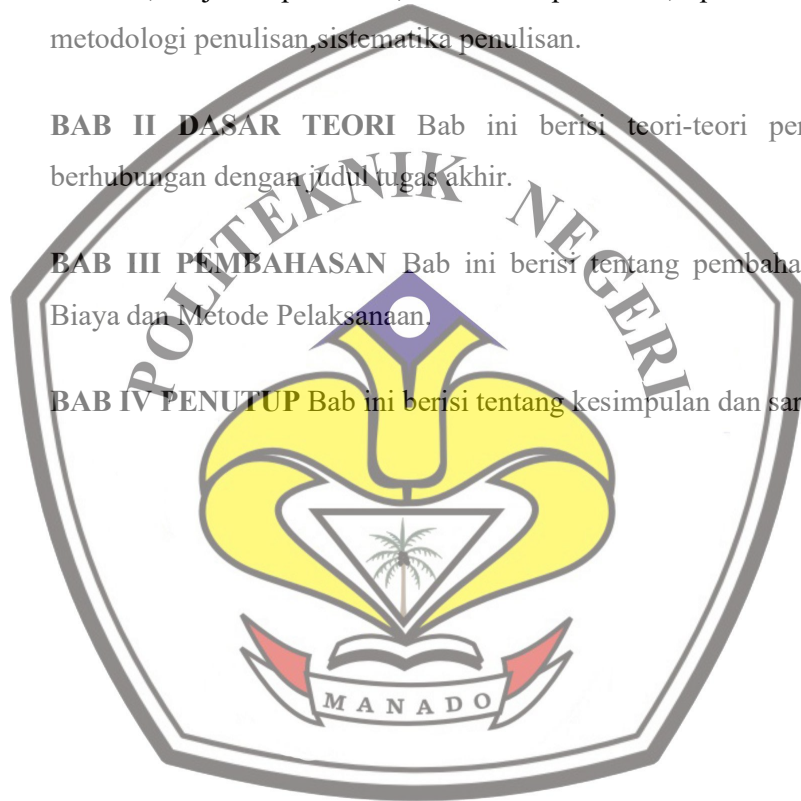 metodologi penulisan,sistematika penulisan.
BAB II DASAR TEORI Bab ini berisi teori-teori
berhubungan dengan judul tugas akhir.
BAB III PEMBAHASAN Bab ini berisi tentang
Biaya dan Metode Pelaksanaan.
BAB IV PENUTUP Bab ini berisi tentang kesimpulan dan
POLITEKNIK NEGERI
MANADO